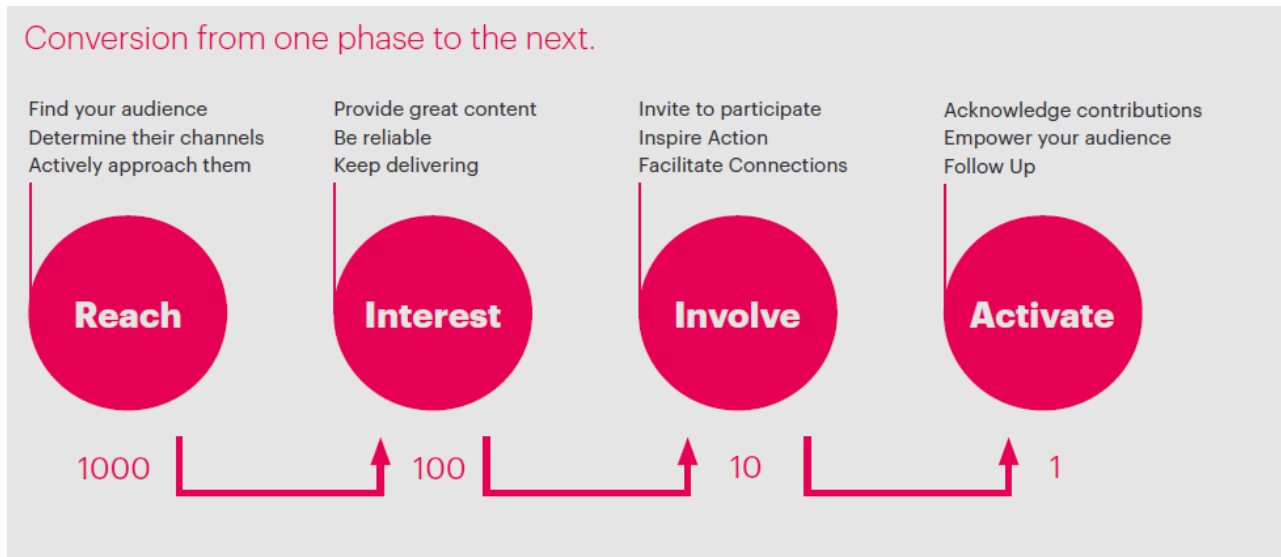 Conversion from one phase to the next.
Find your audience
Determine their channels
Actively approach them
Provide great content
Be reliable
Keep delivering
Invite to participate
Inspire Action
Facilitate Connections
Acknowledge contributions
Empower your audience
Follow Up
Reach
Interest
Involve
Activate
1000
100
10
1